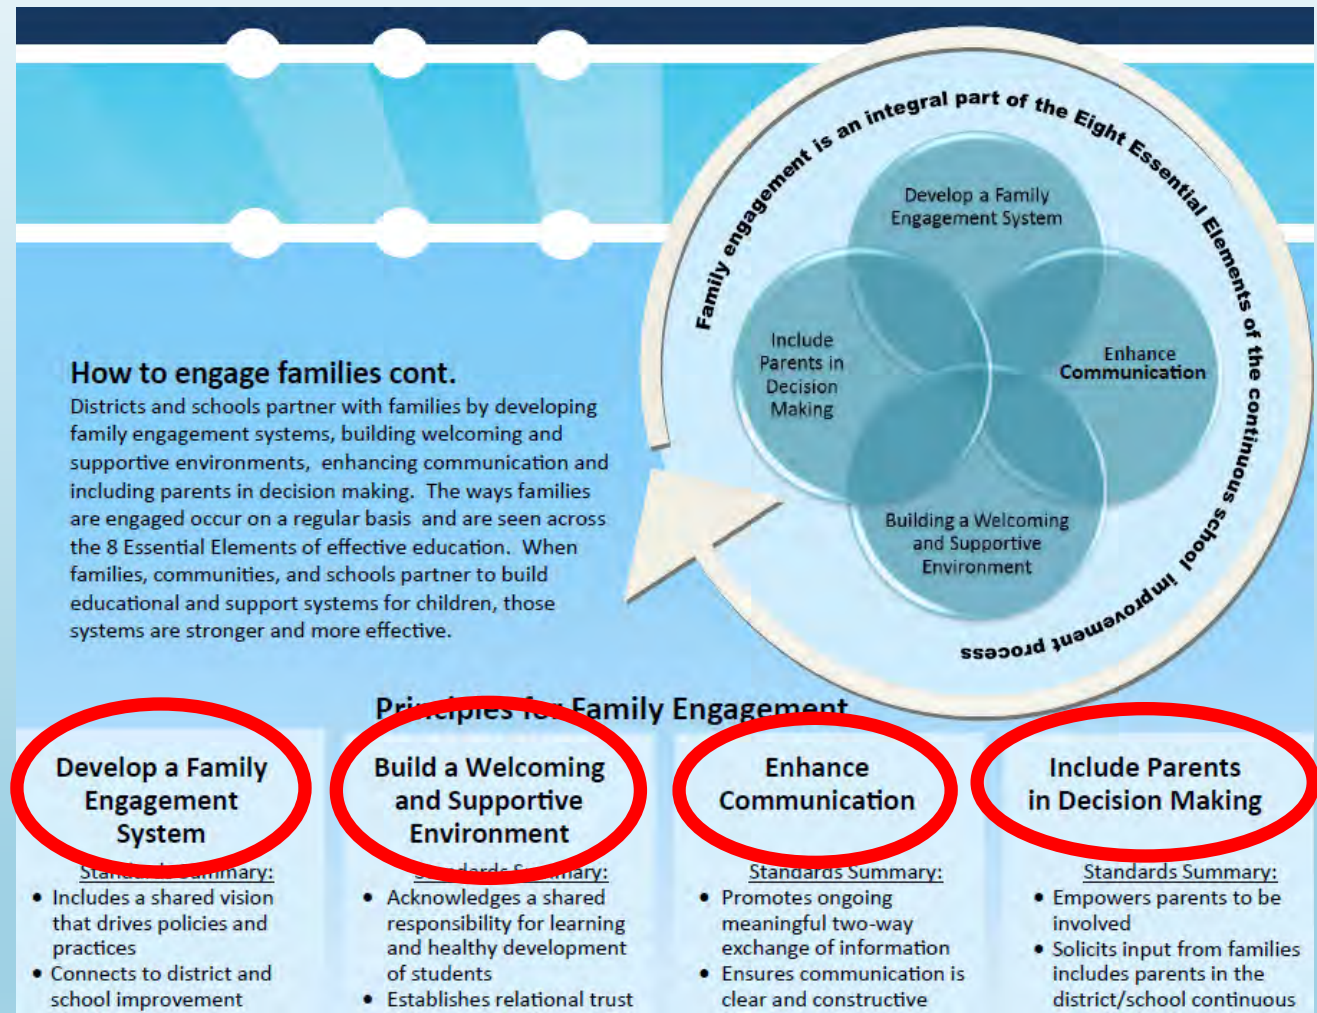 Family engagement is an integral part of the Eight Essential Elements of the continuous school improvement process
Develop a Family
Engagement System
Include
Parents in
Decision
Making
Enhance
Communication
Building a Welcoming
and Supportive
Environment
How to engage families cont.
Districts and schools partner with families by developing
family engagement systems, building welcoming and
supportive environments,  enhancing communication and
including parents in decision making.  The ways families
are engaged occur on a regular basis  and are seen across
the 8 Essential Elements of effective education.  When
families, communities, and schools partner to build
educational and support systems for children, those
systems are stronger and more effective.
Principles for Family Engagement
Develop a Family
Engagement
System
Standards Summary:
• Includes a shared vision
that drives policies and
practices
• Connects to district and
school improvement
Build a Welcoming
and Supportive
Environment
Standards Summary:
• Acknowledges a shared
responsibility for learning
and healthy development
of students
• Establishes relational trust
Enhance
Communication
Standards Summary:
• Promotes ongoing
meaningful two-way
exchange of information
• Ensures communication is
clear and constructive
Include Parents
in Decision Making
Standards Summary:
• Empowers parents to be
involved
• Solicits input from families
includes parents in the
district/school continuous